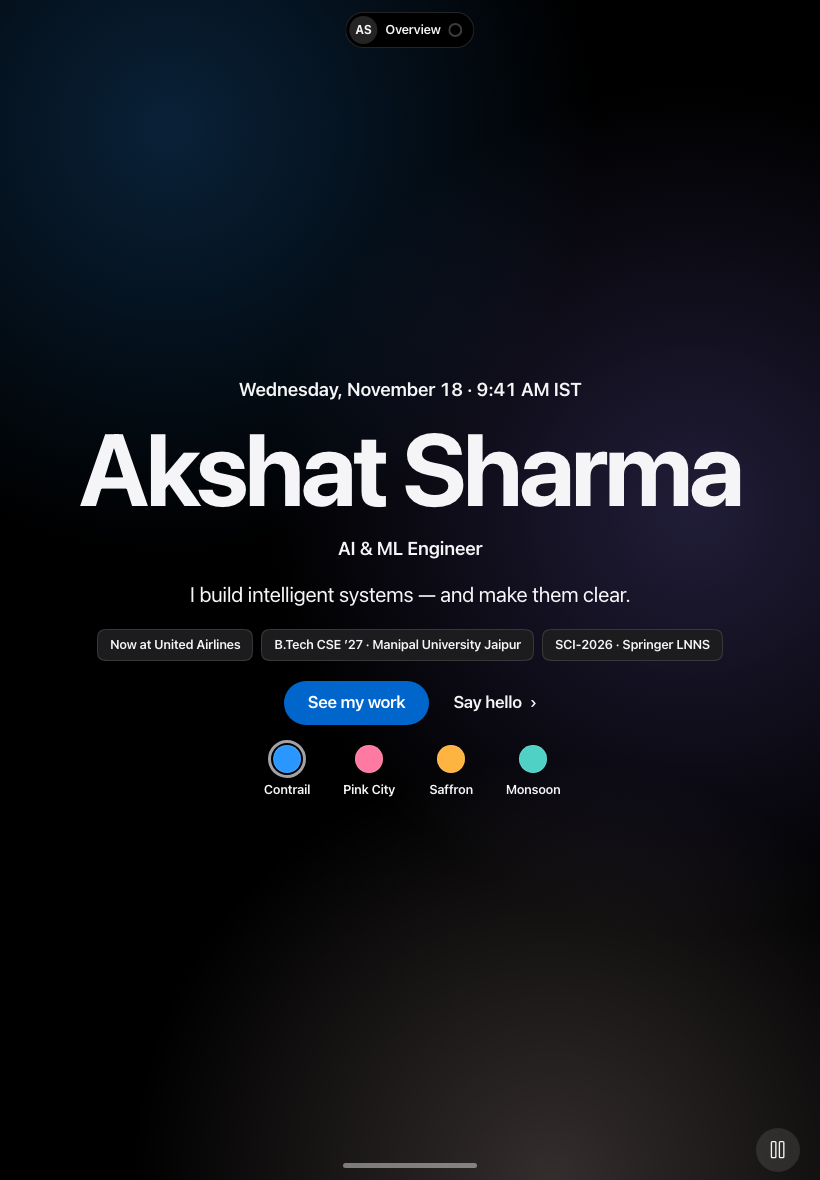 AS Overview
Wednesday, November 18 · 9:41 AM IST
Akshat Sharma
AI & ML Engineer
I build intelligent systems — and make them clear.
Now at United Airlines
B.Tech CSE ’27 · Manipal University Jaipur
SCI-2026 · Springer LNNS
See my work
Say hello ›
Contrail
Pink City
Saffron
Monsoon